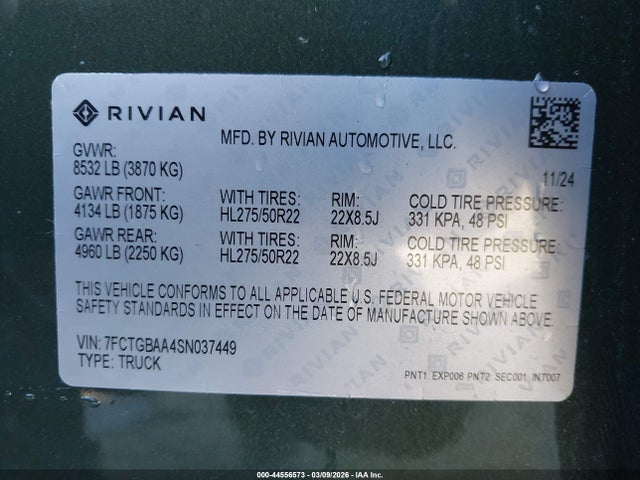 RIVIAN
MFD. BY RIVIAN AUTOMOTIVE, LLC.
GVWR:
8532 LB (3870 KG)
11/24
GAWR FRONT: WITH TIRES: RIM: COLD TIRE PRESSURE:
4134 LB (1875 KG) HL275/50R22 22X8.5J 331 KPA, 48 PSI
GAWR REAR: WITH TIRES: RIM: COLD TIRE PRESSURE:
4960 LB (2250 KG) HL275/50R22 22X8.5J 331 KPA, 48 PSI
THIS VEHICLE CONFORMS TO ALL APPLICABLE U.S. FEDERAL MOTOR VEHICLE
SAFETY STANDARDS IN EFFECT ON THE DATE OF MANUFACTURE SHOWN ABOVE.
VIN: 7FCTGBAA4SN037449
TYPE: TRUCK
PNT1: EXP006 PNT2: SEC001 INT007
000-44556573 — 03/09/2026 — IAA Inc.